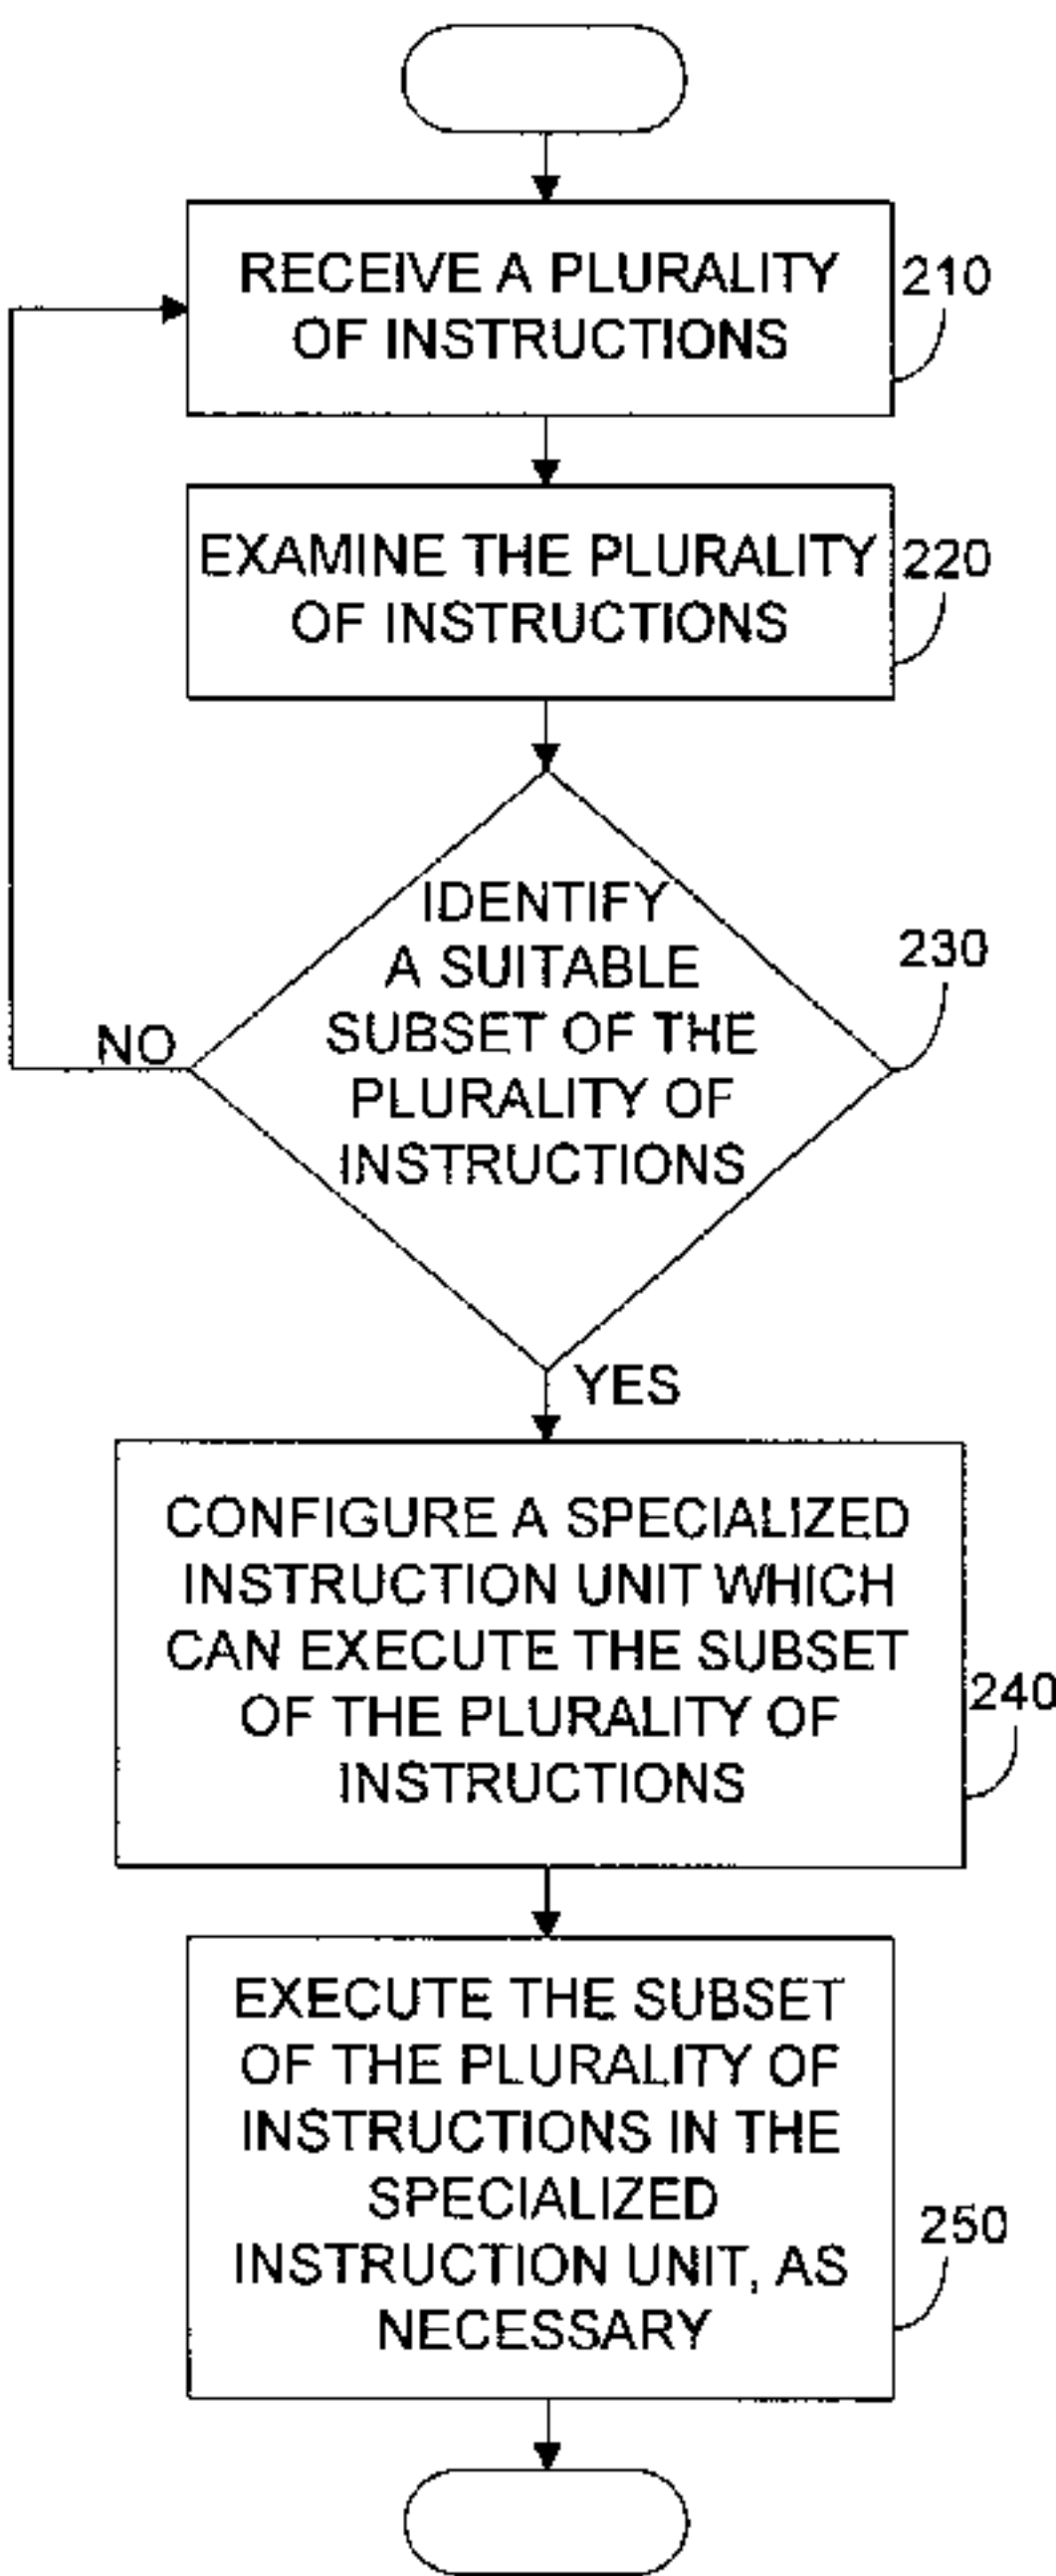 RECEIVE A PLURALITY
OF INSTRUCTIONS
210
EXAMINE THE PLURALITY
OF INSTRUCTIONS
220
IDENTIFY
A SUITABLE
SUBSET OF THE
PLURALITY OF
INSTRUCTIONS
230
NO
YES
CONFIGURE A SPECIALIZED
INSTRUCTION UNIT WHICH
CAN EXECUTE THE SUBSET
OF THE PLURALITY OF
INSTRUCTIONS
240
EXECUTE THE SUBSET
OF THE PLURALITY OF
INSTRUCTIONS IN THE
SPECIALIZED
INSTRUCTION UNIT, AS
NECESSARY
250